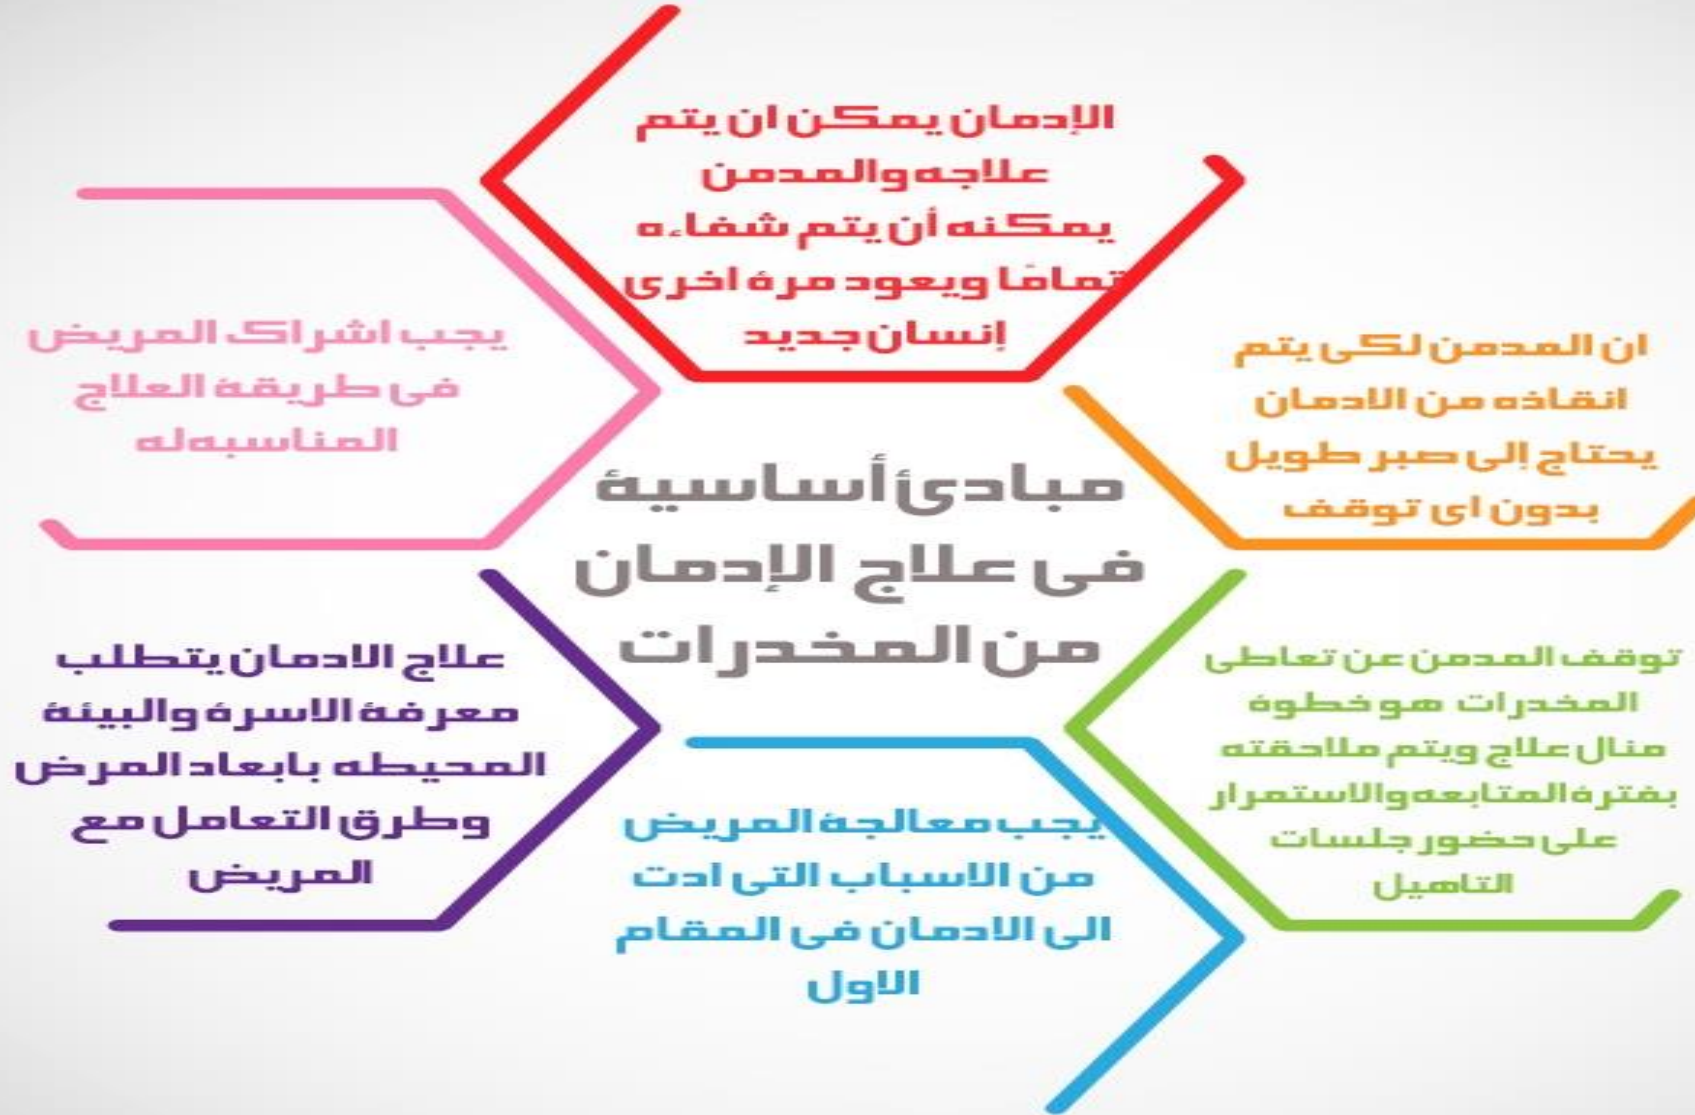 الإدمان يمكن ان يتم
علاجه والمدمن
يمكنه أن يتم شفاءه
تمامًا ويعود مرة اخرى
إنسان جديد
ان المدمن لكى يتم
انقاذه من الادمان
يحتاج إلى صبر طويل
بدون اى توقف
يجب اشراك المريض
فى طريقة العلاج
المناسبه له
مبادئ أساسية
فى علاج الإدمان
من المخدرات
توقف المدمن عن تعاطى
المخدرات هو خطوة
منال علاج ويتم ملاحقته
بفترة المتابعه والاستمرار
على حضور جلسات
التاهيل
علاج الادمان يتطلب
معرفة الاسرة والبيئة
المحيطه بابعاد المرض
وطرق التعامل مع
المريض
يجب معالجة المريض
من الاسباب التى ادت
الى الادمان فى المقام
الاول